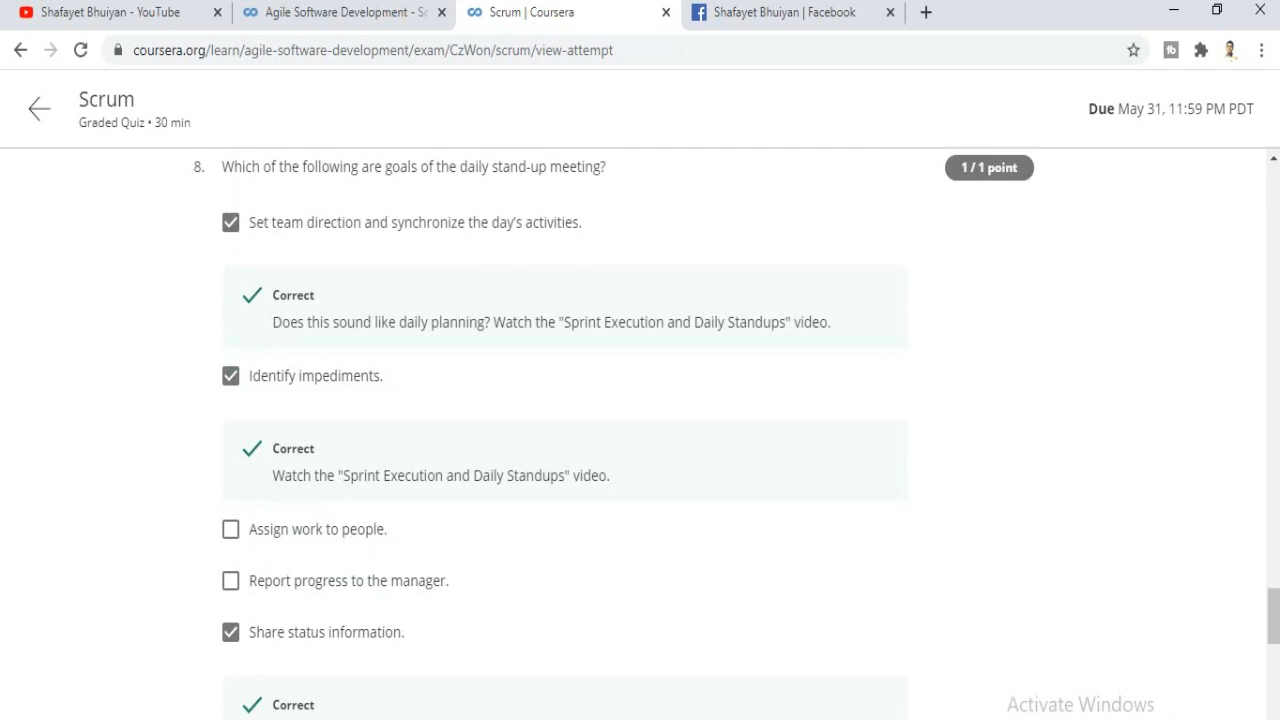 Shafayet Bhuiyan - YouTube
Agile Software Development - Sc
Scrum | Coursera
Shafayet Bhuiyan | Facebook
coursera.org/learn/agile-software-development/exam/CzWon/scrum/view-attempt
Scrum
Graded Quiz • 30 min
Due May 31, 11:59 PM PDT
8. Which of the following are goals of the daily stand-up meeting?
1 / 1 point
Set team direction and synchronize the day's activities.
Correct
Does this sound like daily planning? Watch the "Sprint Execution and Daily Standups" video.
Identify impediments.
Correct
Watch the "Sprint Execution and Daily Standups" video.
Assign work to people.
Report progress to the manager.
Share status information.
Correct
Activate Windows